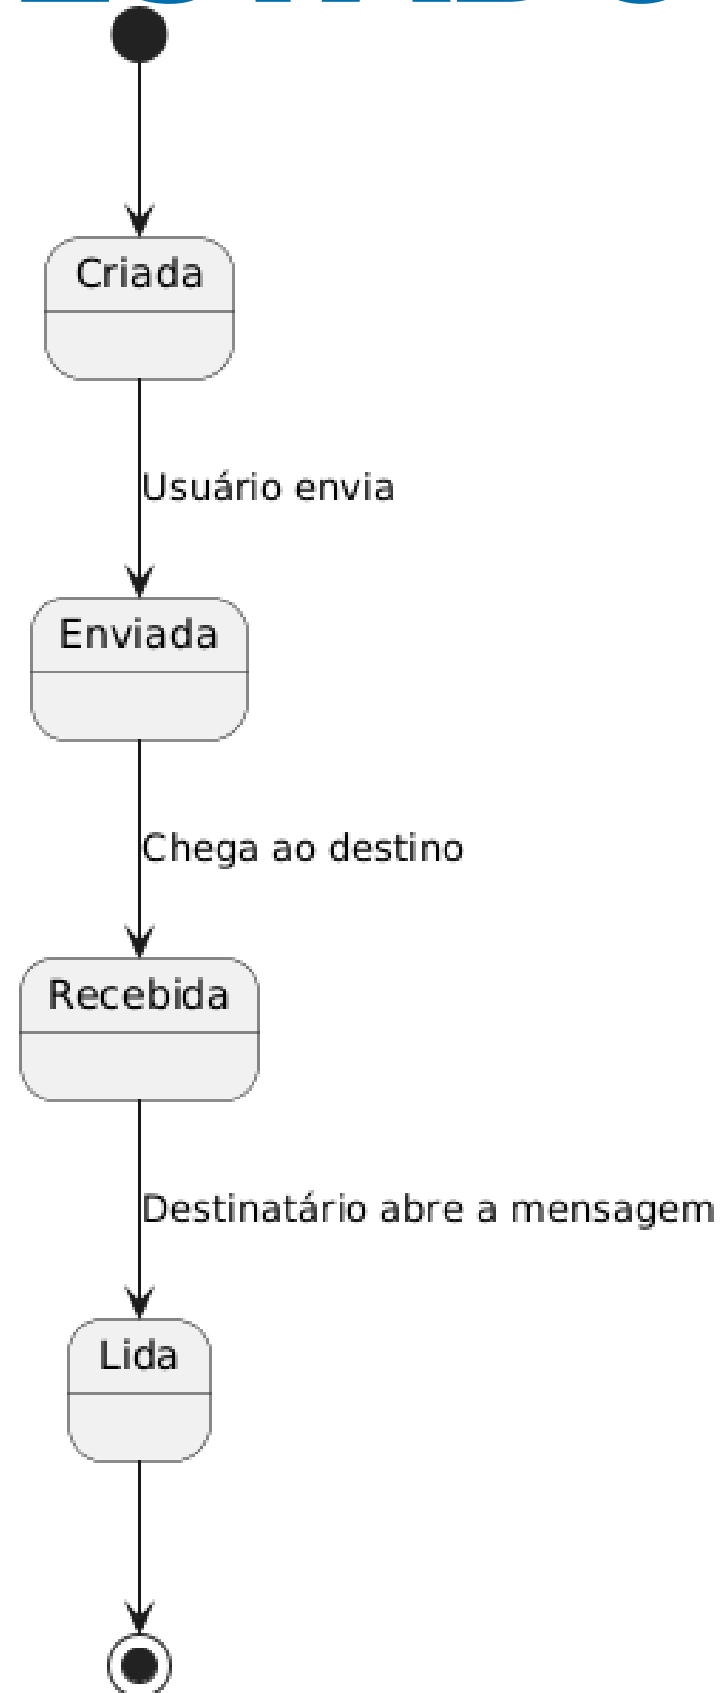 Criada
Usuário envia
Enviada
Chega ao destino
Recebida
Destinatário abre a mensagem
Lida